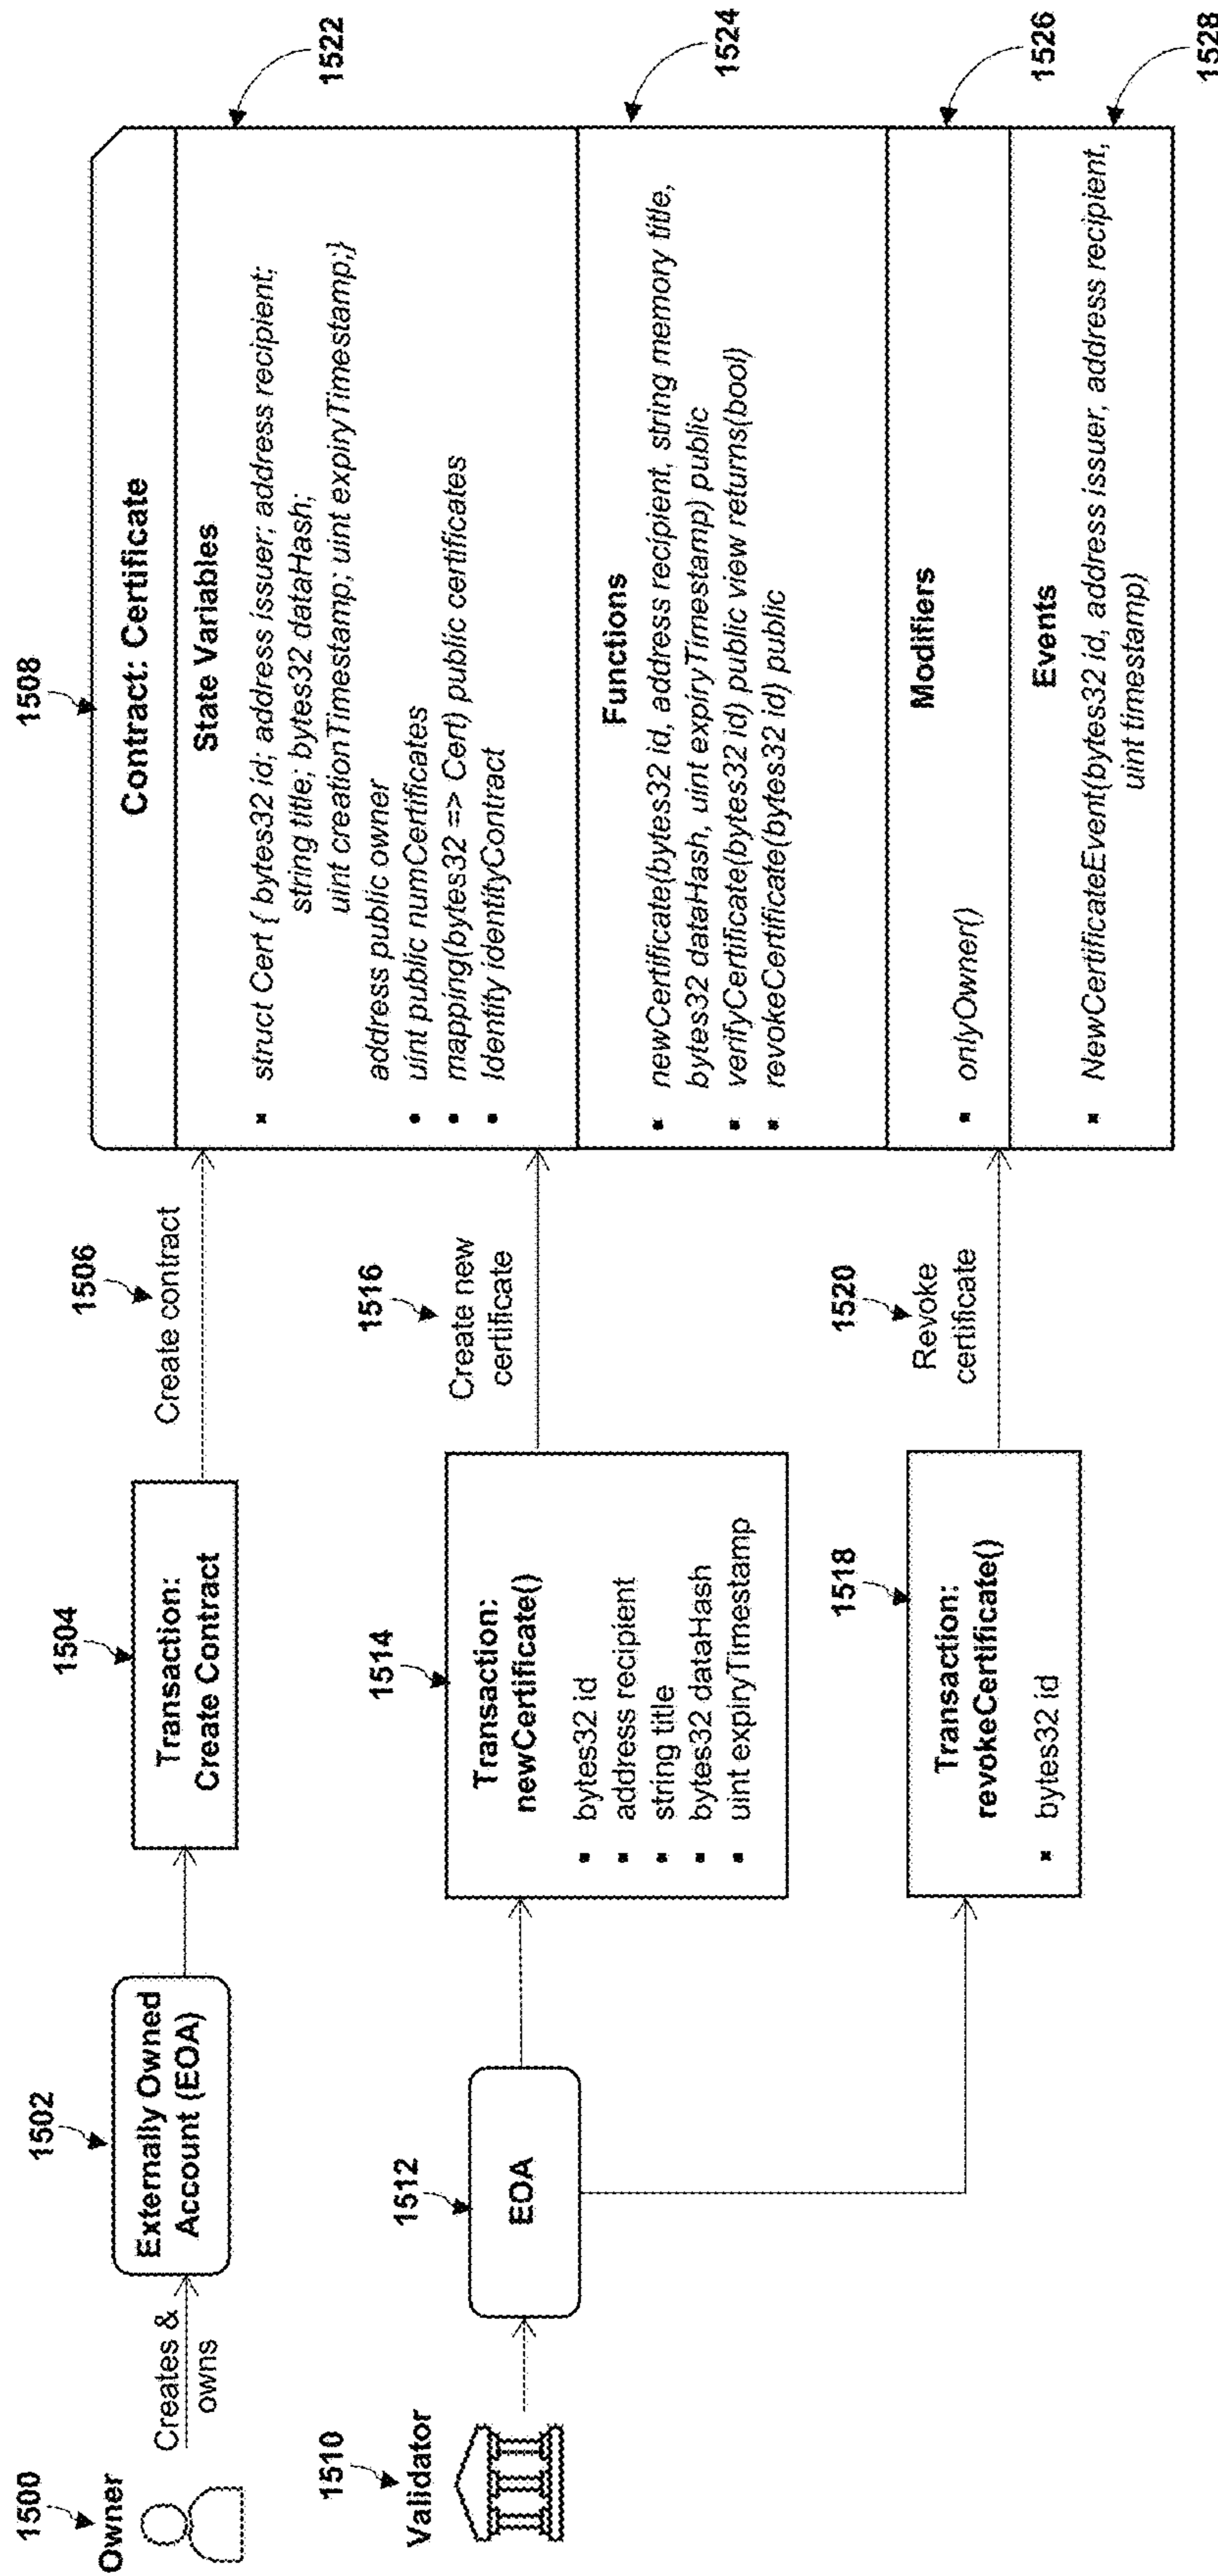 1500
Owner
Creates &
owns
1502
Externally Owned
Account (EOA)
1504
Transaction:
Create Contract
1506
Create contract
1510
Validator
1512
EOA
1514
Transaction:
newCertificate()
▪ bytes32 id
▪ address recipient
▪ string title
▪ bytes32 dataHash
▪ uint expiryTimestamp
1516
Create new
certificate
1518
Transaction:
revokeCertificate()
▪ bytes32 id
1520
Revoke
certificate
1508
Contract: Certificate
State Variables
▪ struct Cert { bytes32 id; address issuer; address recipient;
string title; bytes32 dataHash;
uint creationTimestamp; uint expiryTimestamp;}
address public owner
• uint public numCertificates
• mapping(bytes32 => Cert) public certificates
• Identity identityContract
1522
Functions
▪ newCertificate(bytes32 id, address recipient, string memory title,
bytes32 dataHash, uint expiryTimestamp) public
▪ verifyCertificate(bytes32 id) public view returns(bool)
▪ revokeCertificate(bytes32 id) public
1524
Modifiers
▪ onlyOwner()
1526
Events
▪ NewCertificateEvent(bytes32 id, address issuer, address recipient,
uint timestamp)
1528